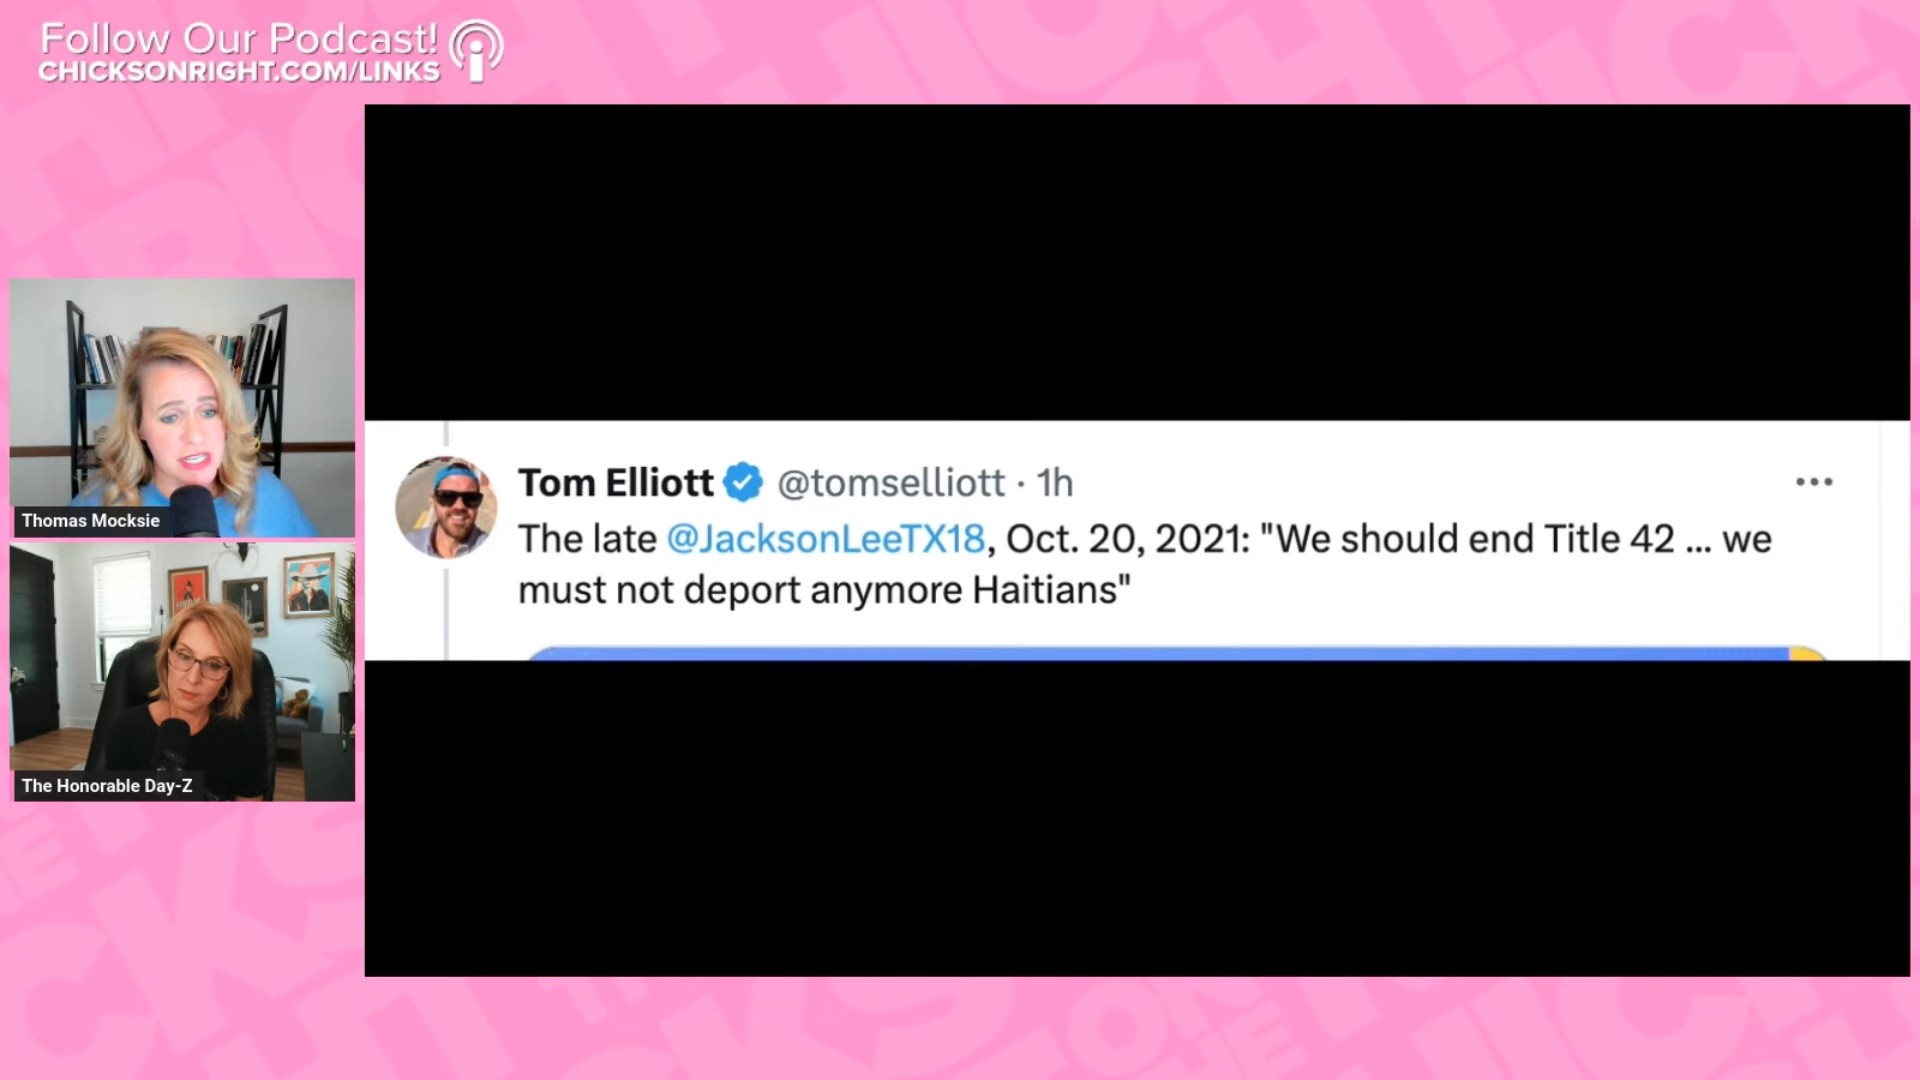 Follow Our Podcast!
CHICKSONRIGHT.COM/LINKS
Thomas Mocksie
The Honorable Day-Z
Tom Elliott @tomselliott · 1h
The late @JacksonLeeTX18, Oct. 20, 2021: "We should end Title 42 ... we
must not deport anymore Haitians"